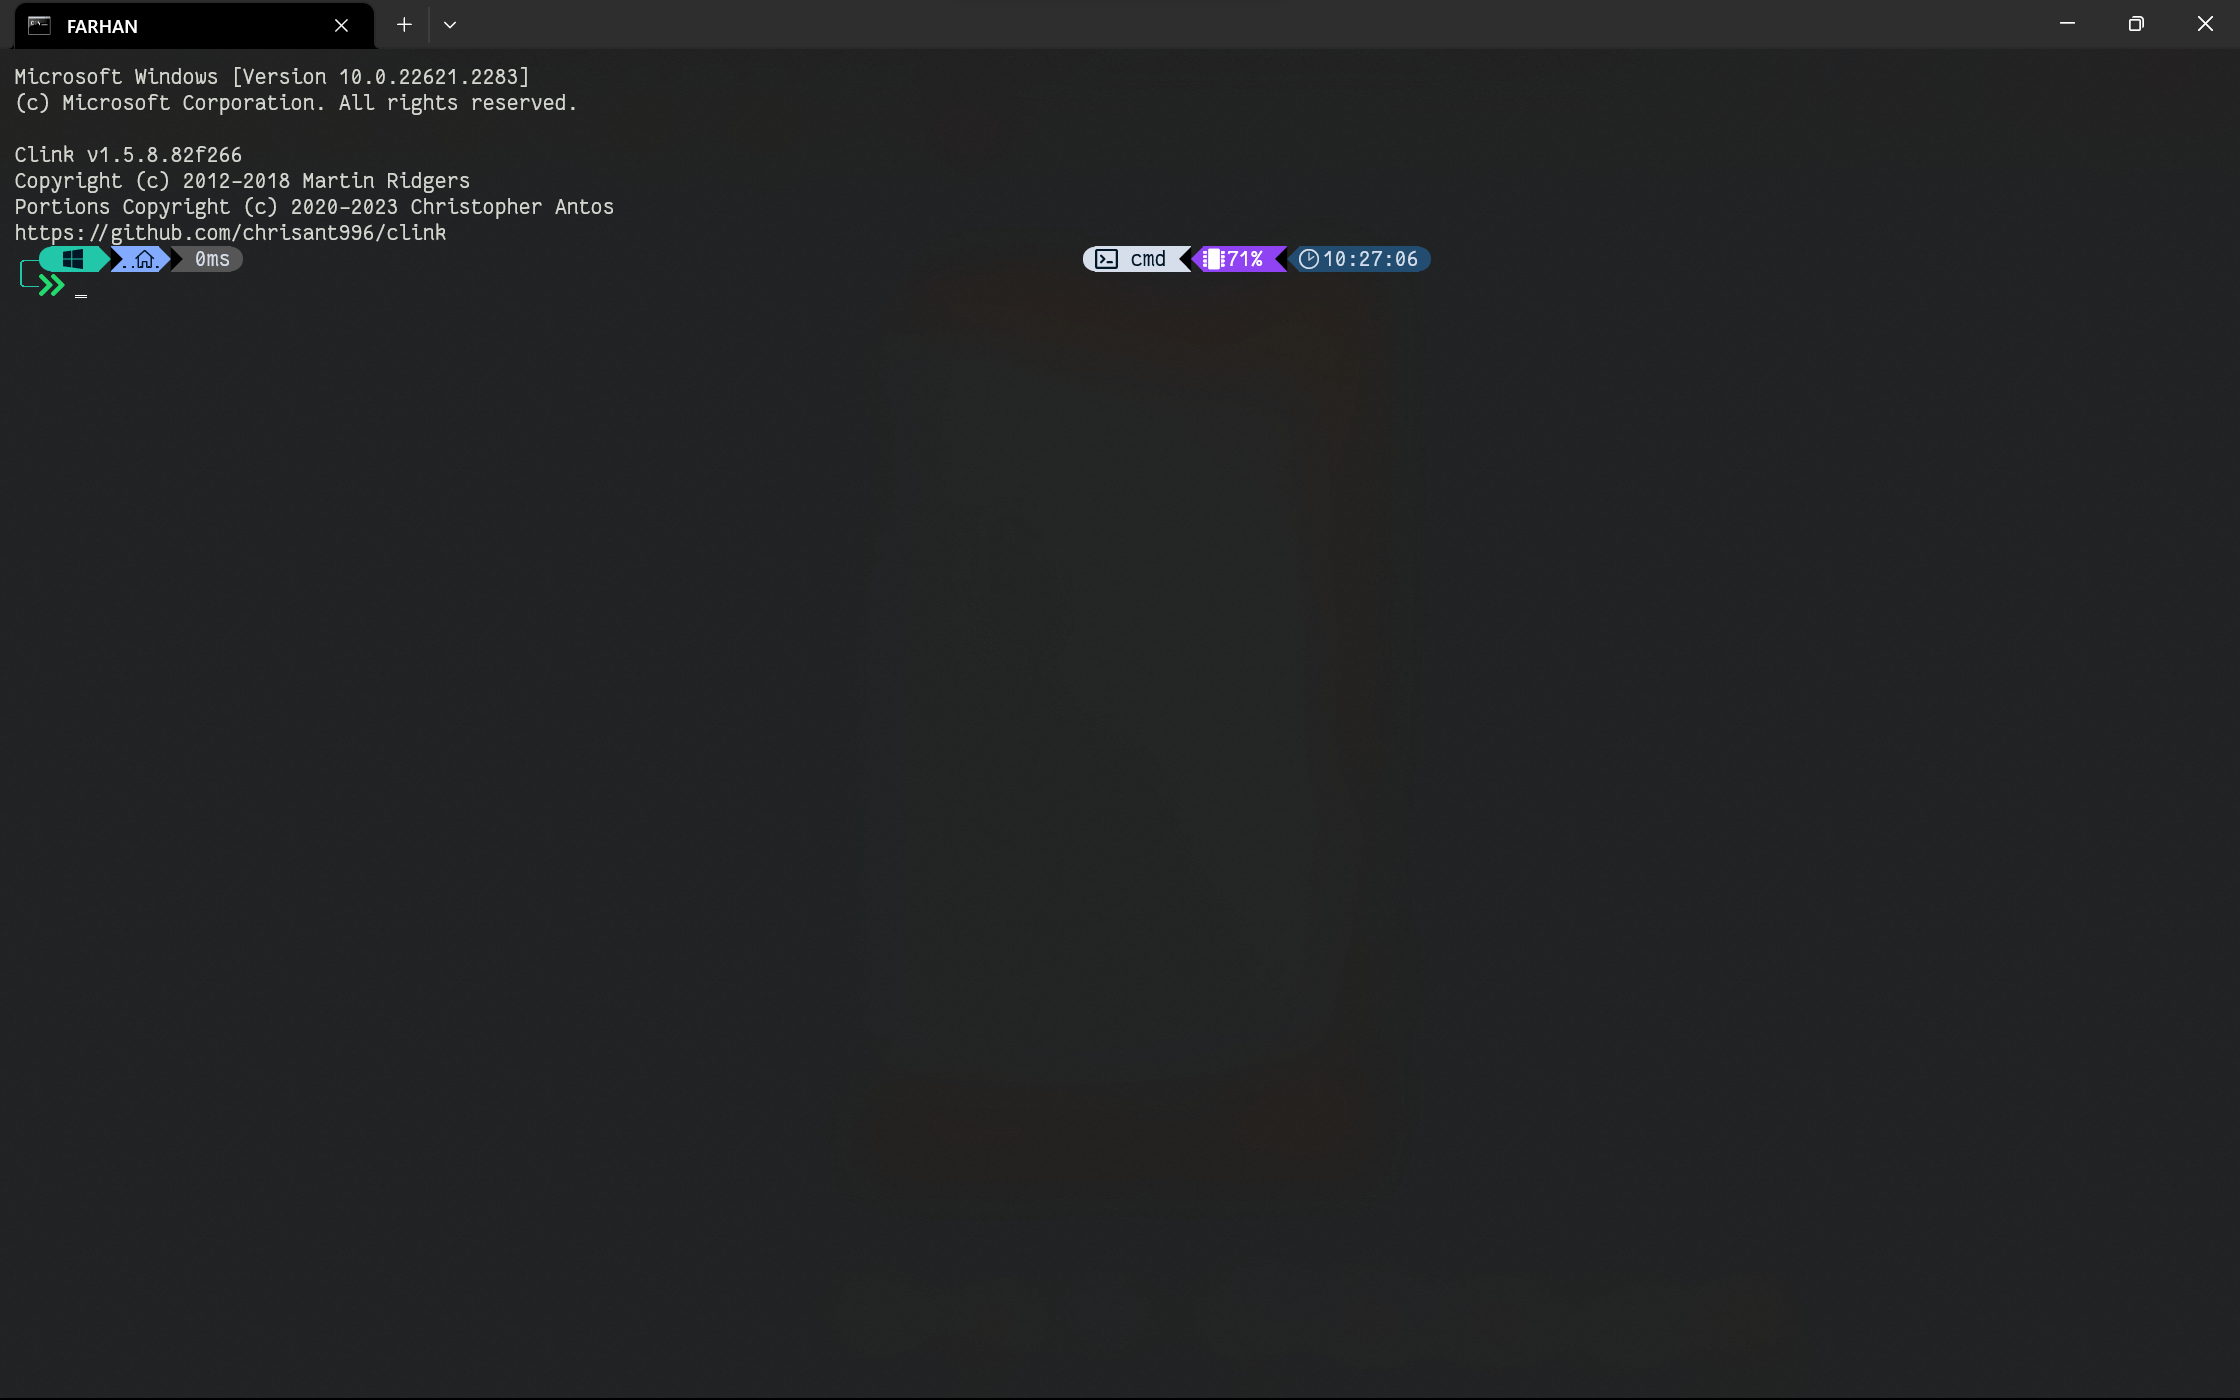 FARHAN
Microsoft Windows [Version 10.0.22621.2283]
(c) Microsoft Corporation. All rights reserved.
Clink v1.5.8.82f266
Copyright (c) 2012-2018 Martin Ridgers
Portions Copyright (c) 2020-2023 Christopher Antos
https://github.com/chrisant996/clink
0ms cmd 71% 10:27:06